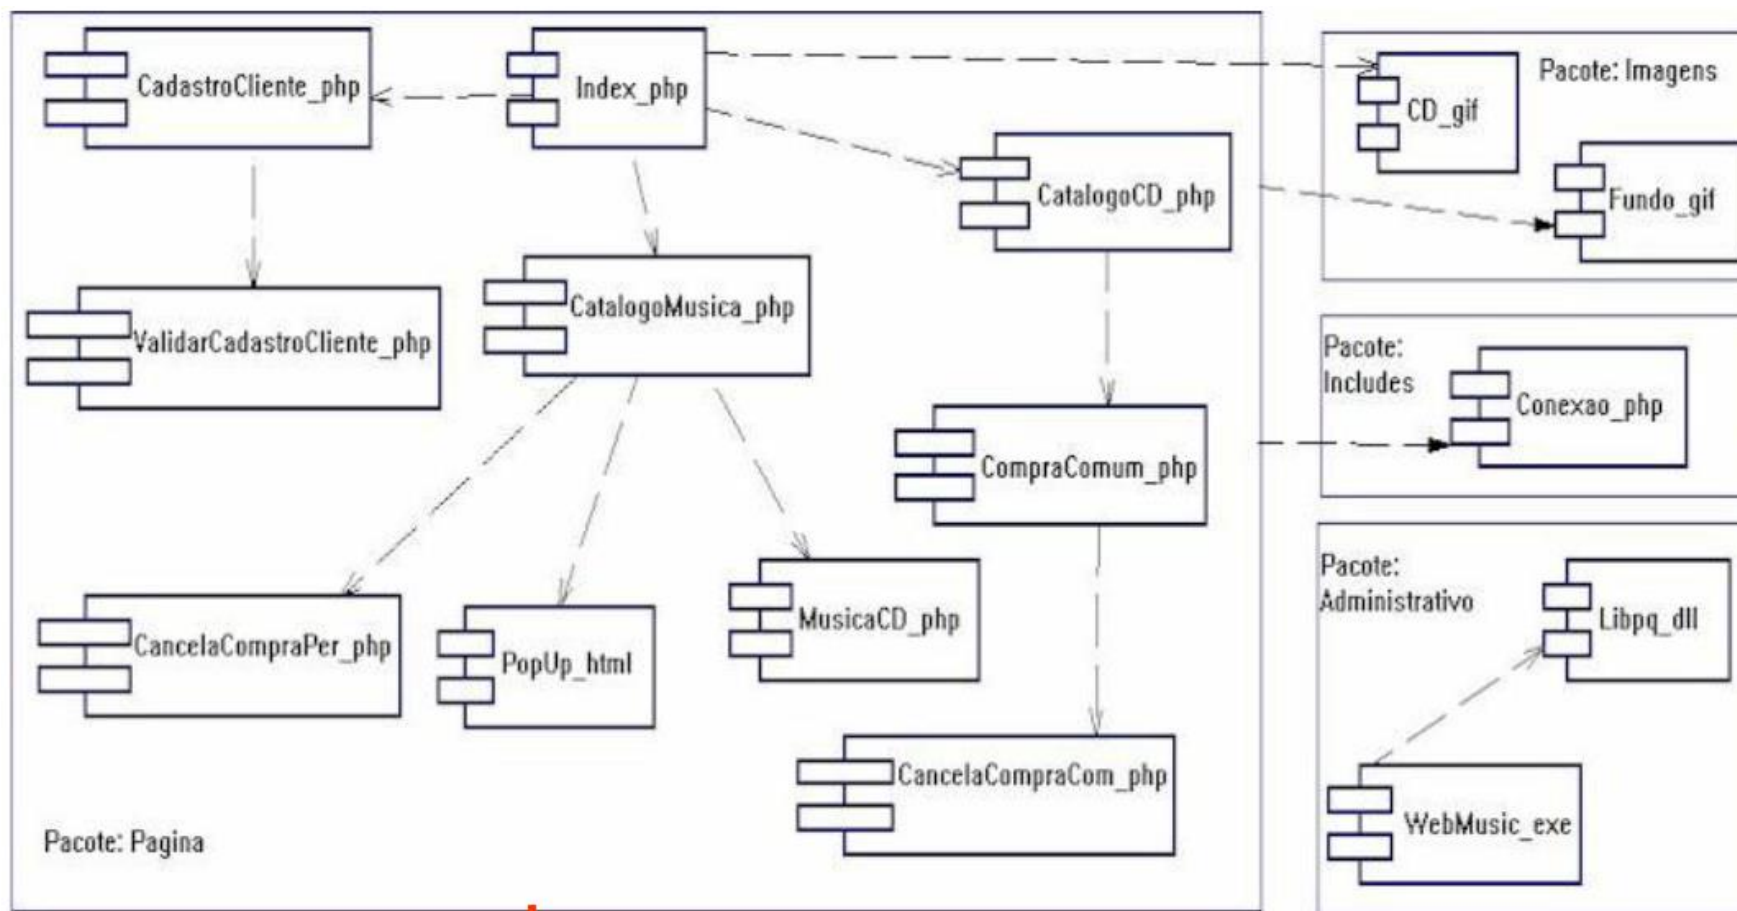 CadastroCliente_php
Index_php
Pacote: Imagens
CD_gif
CatalogoCD_php
Fundo_gif
CatalogoMusica_php
ValidarCadastroCliente_php
Pacote:
Includes
Conexao_php
CompraComum_php
Pacote:
Administrativo
Libpq_dll
MusicaCD_php
CancelaCompraPer_php
PopUp_html
CancelaCompraCom_php
WebMusic_exe
Pacote: Pagina